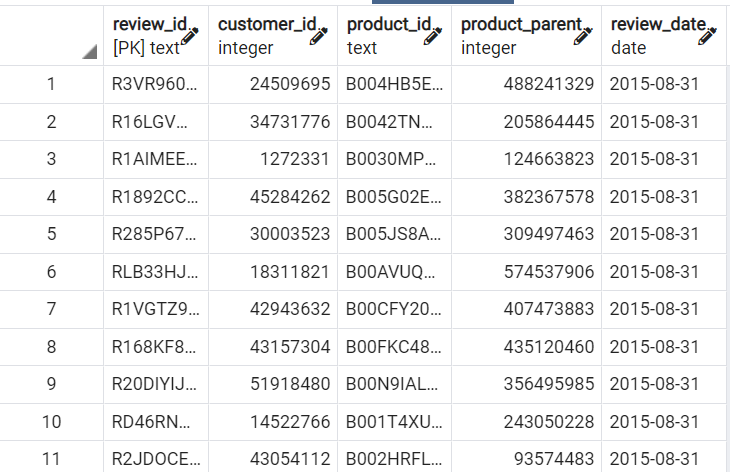 review_id customer_id product_id product_parent review_date
[PK] text integer text integer date
1 R3VR960... 24509695 B004HB5E... 488241329 2015-08-31
2 R16LGV... 34731776 B0042TN... 205864445 2015-08-31
3 R1AIMEE... 1272331 B0030MP... 124663823 2015-08-31
4 R1892CC... 45284262 B005G02E... 382367578 2015-08-31
5 R285P67... 30003523 B005JS8A... 309497463 2015-08-31
6 RLB33HJ... 18311821 B00AVUQ... 574537906 2015-08-31
7 R1VGTZ9... 42943632 B00CFY20... 407473883 2015-08-31
8 R168KF8... 43157304 B00FKC48... 435120460 2015-08-31
9 R20DIYIJ... 51918480 B00N9IAL... 356495985 2015-08-31
10 RD46RN... 14522766 B001T4XU... 243050228 2015-08-31
11 R2JDOCE... 43054112 B002HRFL... 93574483 2015-08-31